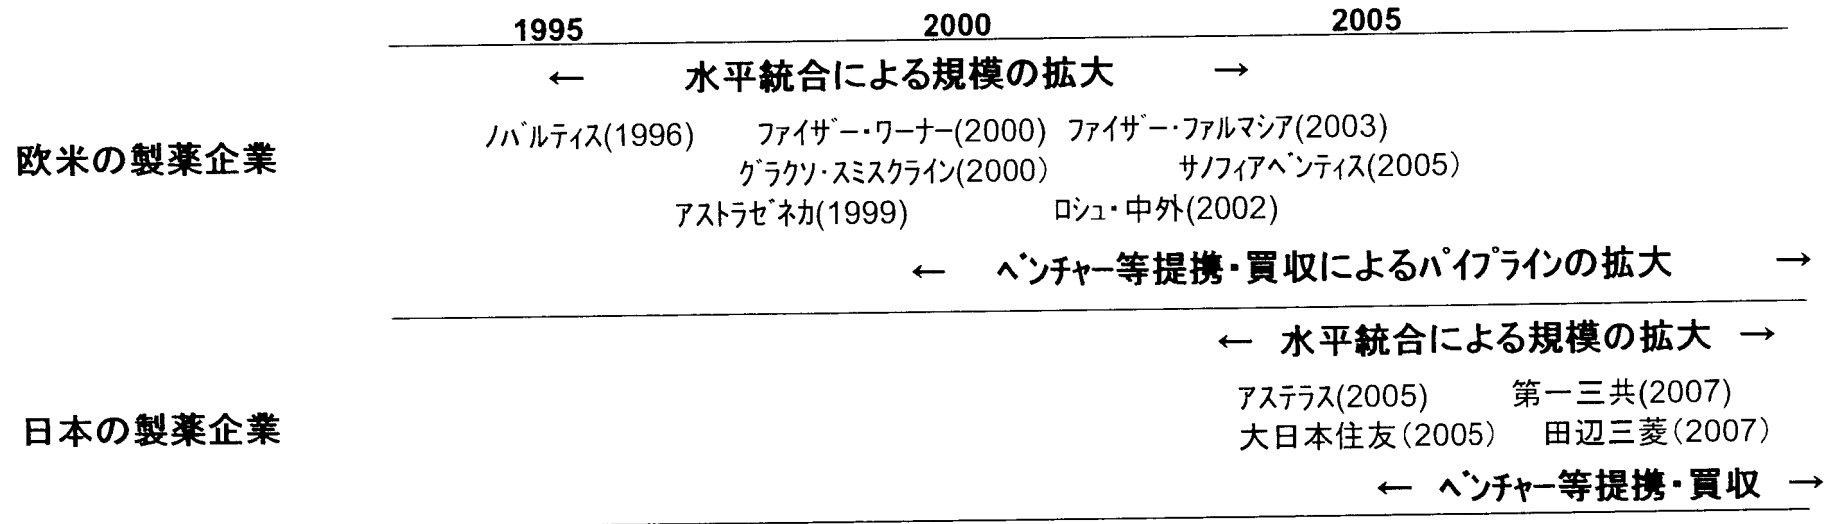 1995 2000 2005
← 水平統合による規模の拡大 →
ﾉﾊﾞﾙﾃｨｽ(1996) ﾌｧｲｻﾞｰ･ﾜｰﾅｰ(2000) ﾌｧｲｻﾞｰ･ﾌｧﾙﾏｼｱ(2003)
欧米の製薬企業
ｸﾞﾗｸｿ･ｽﾐｽｸﾗｲﾝ(2000) ｻﾉﾌｨｱﾍﾞﾝﾃｨｽ(2005)
ｱｽﾄﾗｾﾞﾈｶ(1999) ﾛｼｭ･中外(2002)
← ﾍﾞﾝﾁｬｰ等提携･買収によるﾊﾟｲﾌﾟﾗｲﾝの拡大 →
← 水平統合による規模の拡大 →
ｱｽﾃﾗｽ(2005) 第一三共(2007)
日本の製薬企業
大日本住友(2005) 田辺三菱(2007)
← ﾍﾞﾝﾁｬｰ等提携･買収 →